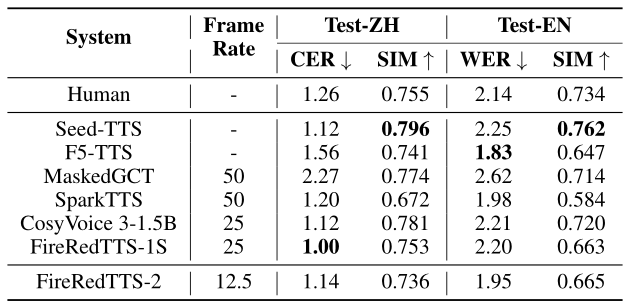 System Frame Rate Test-ZH Test-EN
CER ↓ SIM ↑ WER ↓ SIM ↑
Human - 1.26 0.755 2.14 0.734
Seed-TTS - 1.12 0.796 2.25 0.762
F5-TTS - 1.56 0.741 1.83 0.647
MaskedGCT 50 2.27 0.774 2.62 0.714
SparkTTS 50 1.20 0.672 1.98 0.584
CosyVoice 3-1.5B 25 1.12 0.781 2.21 0.720
FireRedTTS-1S 25 1.00 0.753 2.20 0.663
FireRedTTS-2 12.5 1.14 0.736 1.95 0.665